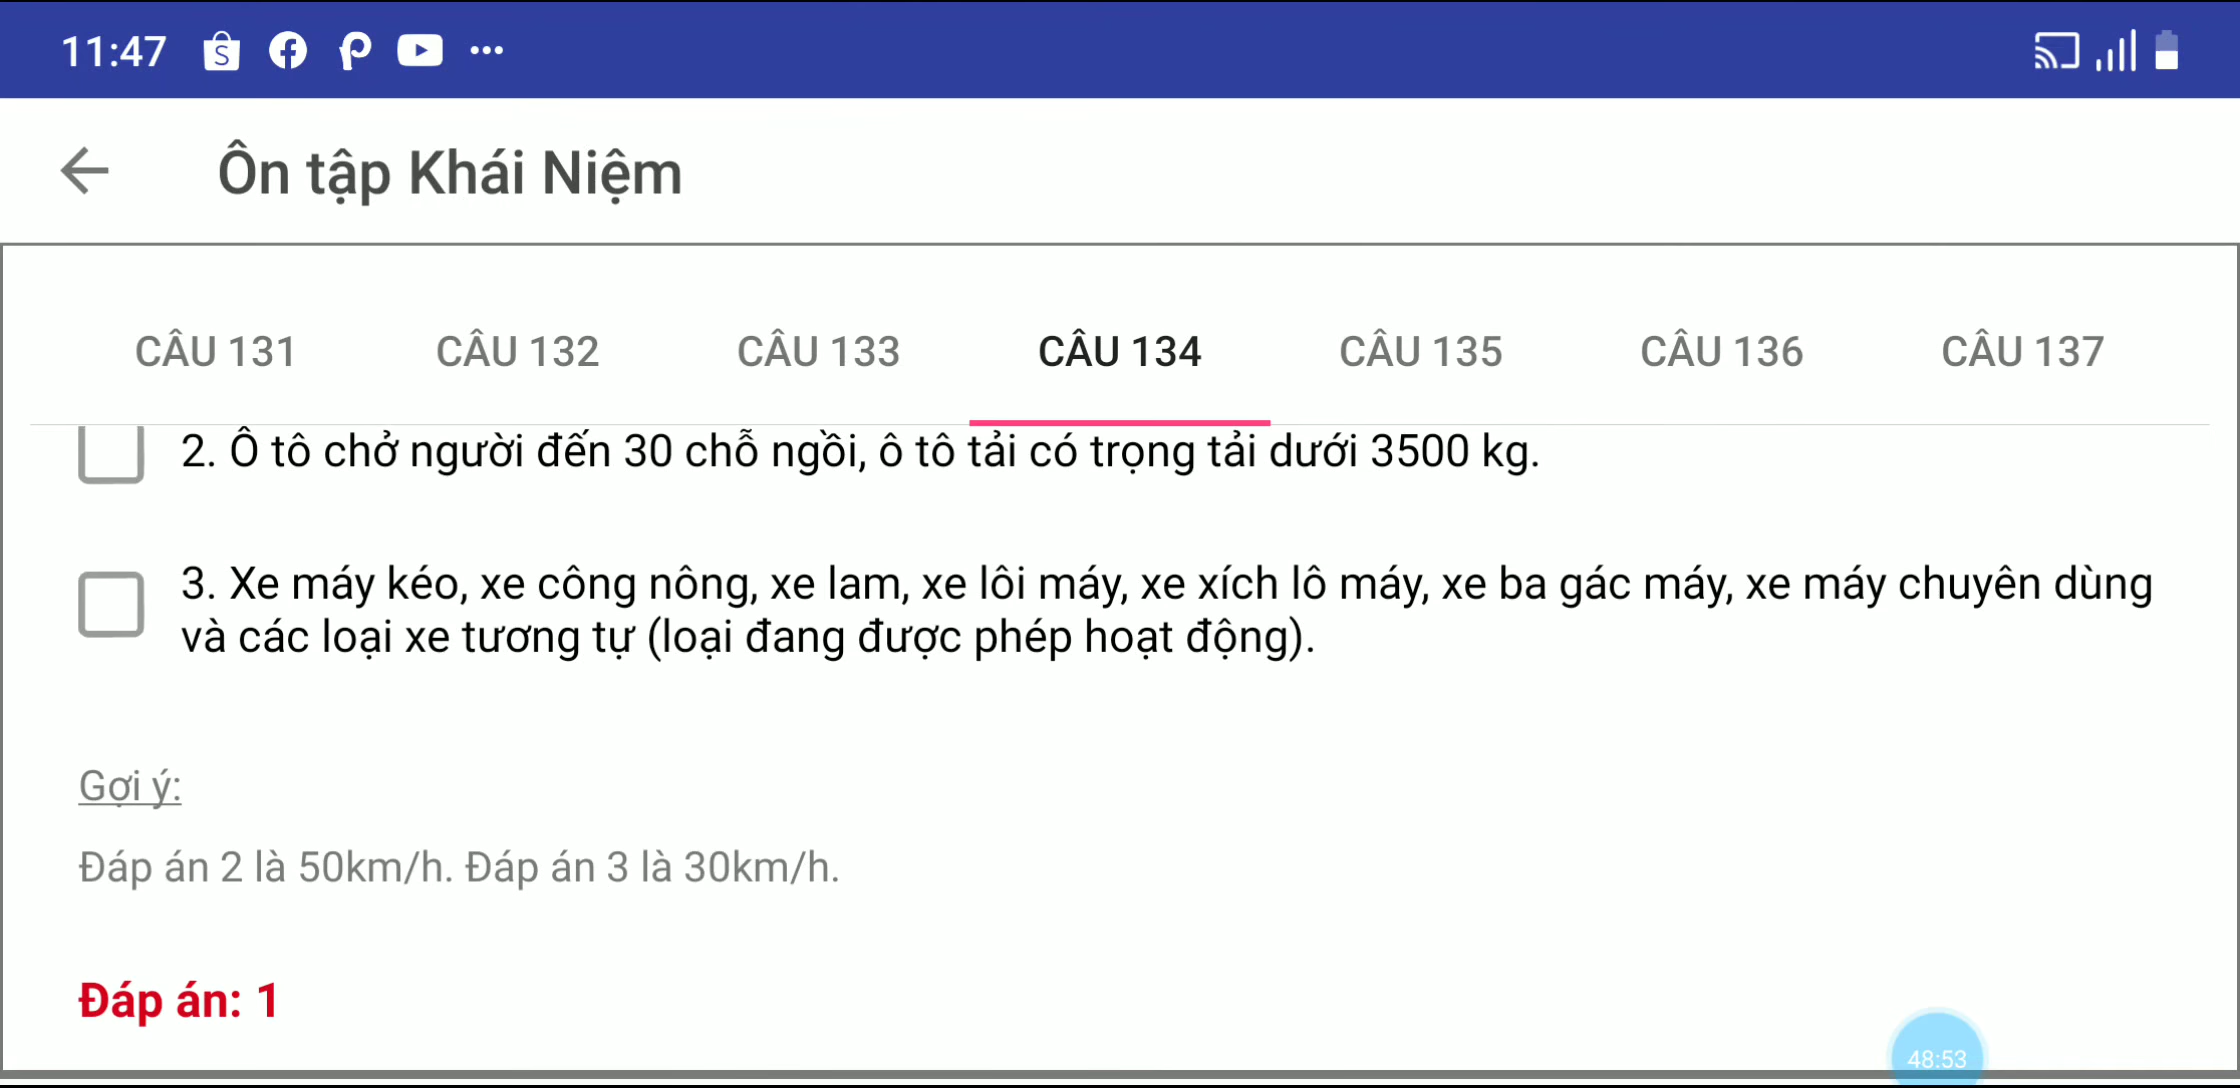 11:47
Ôn tập Khái Niệm
CÂU 131 CÂU 132 CÂU 133 CÂU 134 CÂU 135 CÂU 136 CÂU 137
2. Ô tô chở người đến 30 chỗ ngồi, ô tô tải có trọng tải dưới 3500 kg.
3. Xe máy kéo, xe công nông, xe lam, xe lôi máy, xe xích lô máy, xe ba gác máy, xe máy chuyên dùng
và các loại xe tương tự (loại đang được phép hoạt động).
Gợi ý:
Đáp án 2 là 50km/h. Đáp án 3 là 30km/h.
Đáp án: 1
48:53